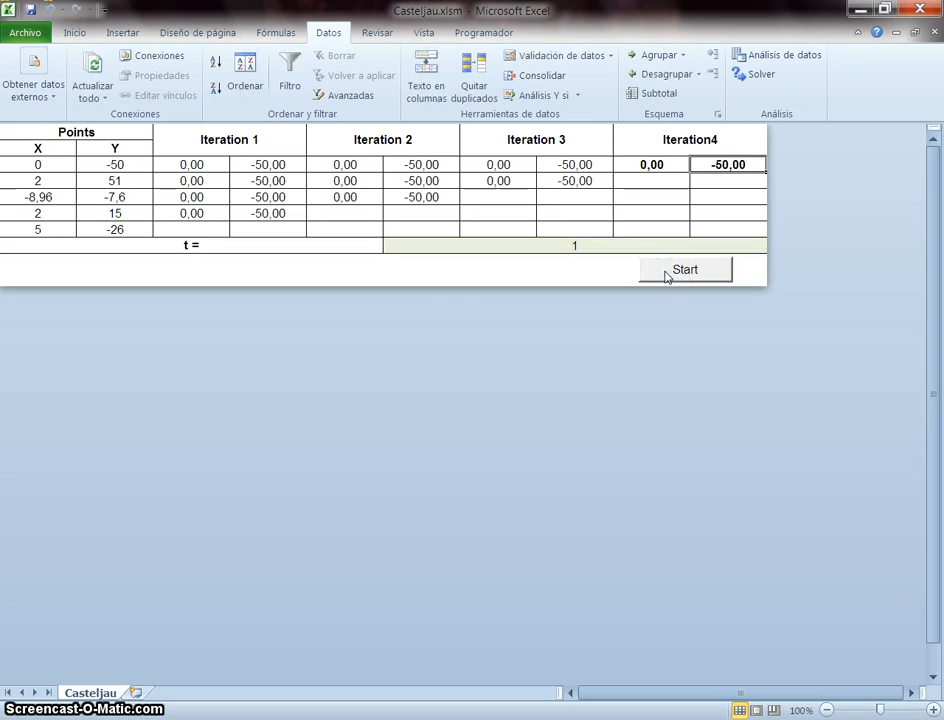 Casteljau.xlsm - Microsoft Excel
Archivo Inicio Insertar Diseño de página Fórmulas Datos Revisar Vista Programador
Obtener datos externos
Actualizar todo
Conexiones
Propiedades
Editar vínculos
Conexiones
Ordenar
Filtro
Borrar
Volver a aplicar
Avanzadas
Ordenar y filtrar
Texto en columnas
Quitar duplicados
Validación de datos
Consolidar
Análisis Y si
Herramientas de datos
Agrupar
Desagrupar
Subtotal
Esquema
Análisis de datos
Solver
Análisis
Points Iteration 1 Iteration 2 Iteration 3 Iteration4
X Y
0 -50 0,00 -50,00 0,00 -50,00 0,00 -50,00 0,00 -50,00
2 51 0,00 -50,00 0,00 -50,00 0,00 -50,00
-8,96 -7,6 0,00 -50,00 0,00 -50,00
2 15 0,00 -50,00
5 -26
t = 1
Start
Casteljau
Screencast-O-Matic.com
100%